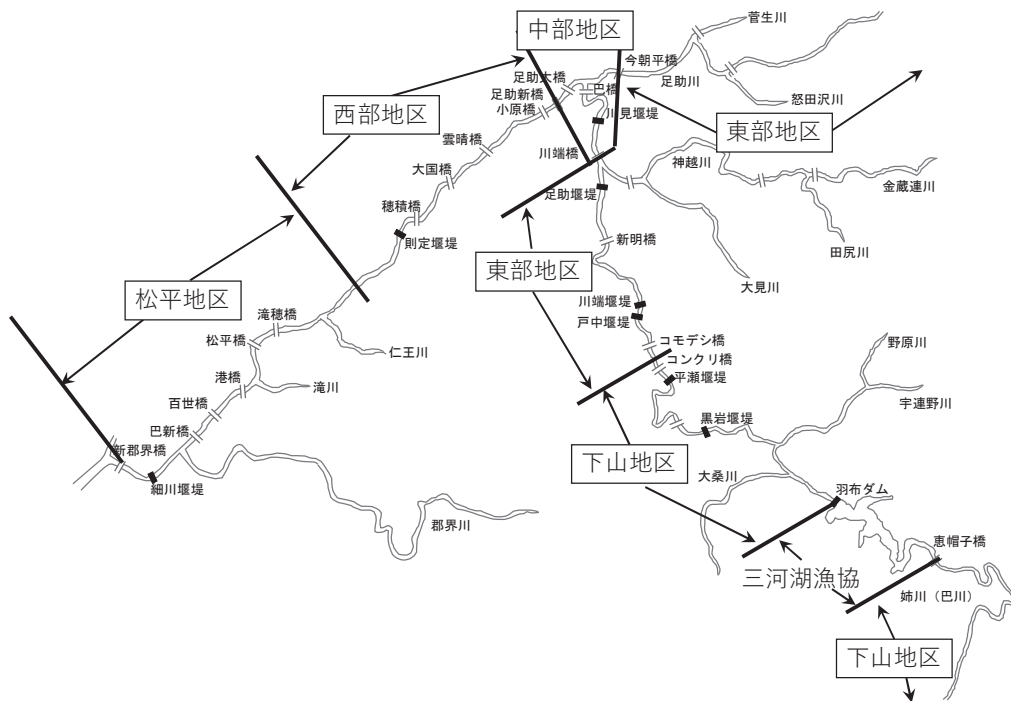 菅生川
中部地区
今朝平橋
足助大橋
巴橋
足助川
足助新橋
小原橋
川見堰堤
怒田沢川
西部地区
東部地区
雲晴橋
川端橋
神越川
大国橋
足助堰堤
金蔵連川
穂積橋
則定堰堤
新明橋
田尻川
東部地区
大見川
松平地区
川端堰堤
戸中堰堤
滝穂橋
松平橋
仁王川
コモデシ橋
コンクリ橋
野原川
平瀬堰堤
港橋
滝川
宇連野川
百世橋
黒岩堰堤
巴新橋
新郡界橋
下山地区
大桑川
細川堰堤
羽布ダム
郡界川
恵帽子橋
三河湖漁協
姉川（巴川）
下山地区